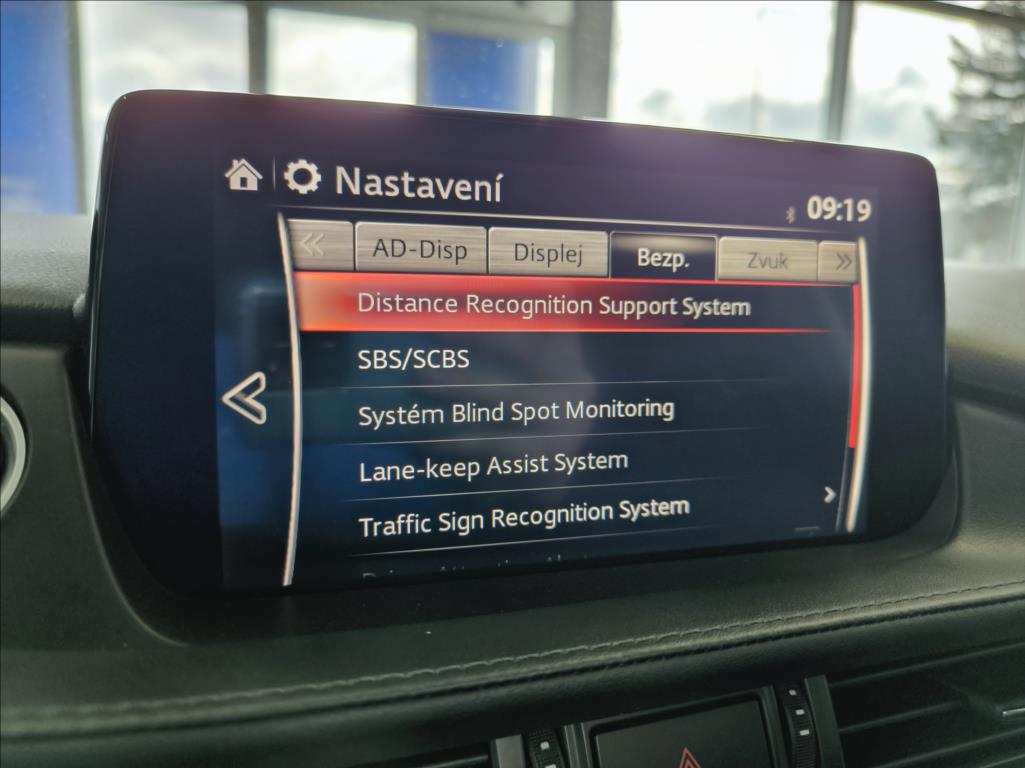 Nastavení
09:19
AD-Disp Displej Bezp. Zvuk
Distance Recognition Support System
SBS/SCBS
Systém Blind Spot Monitoring
Lane-keep Assist System
Traffic Sign Recognition System